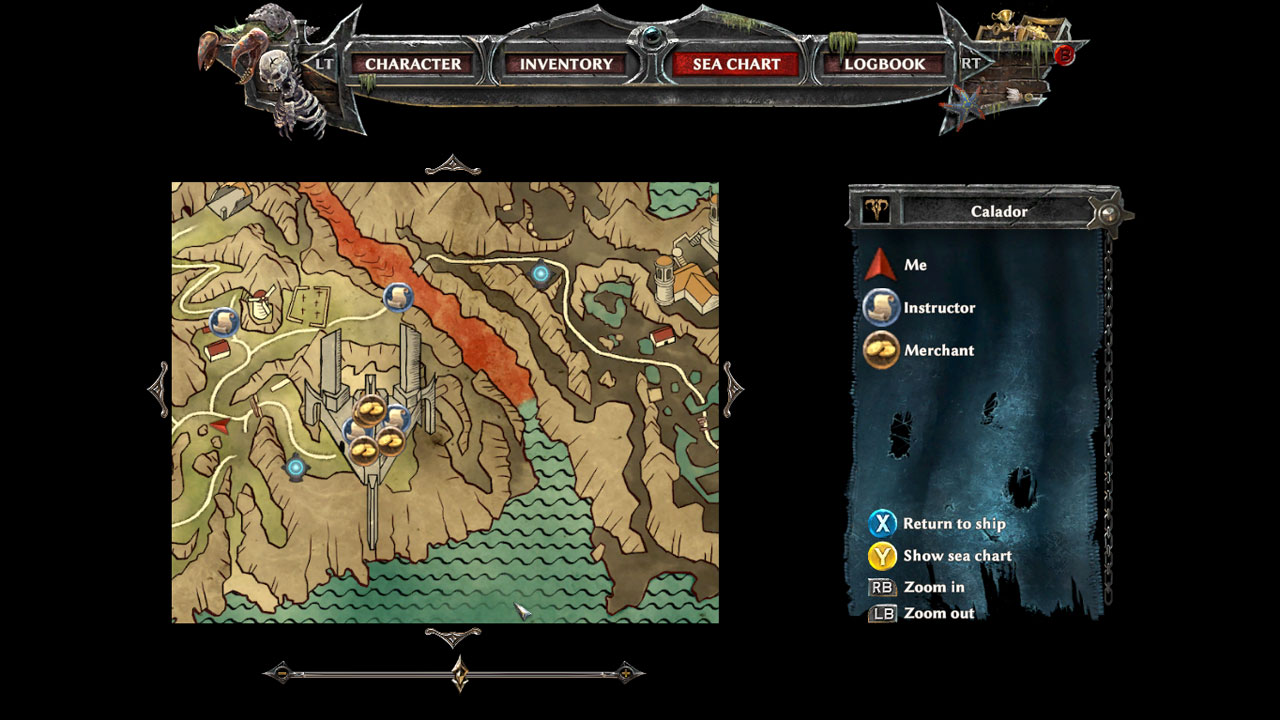 LT
CHARACTER
INVENTORY
SEA CHART
LOGBOOK
RT
B
Calador
Me
Instructor
Merchant
X Return to ship
Y Show sea chart
RB Zoom in
LB Zoom out